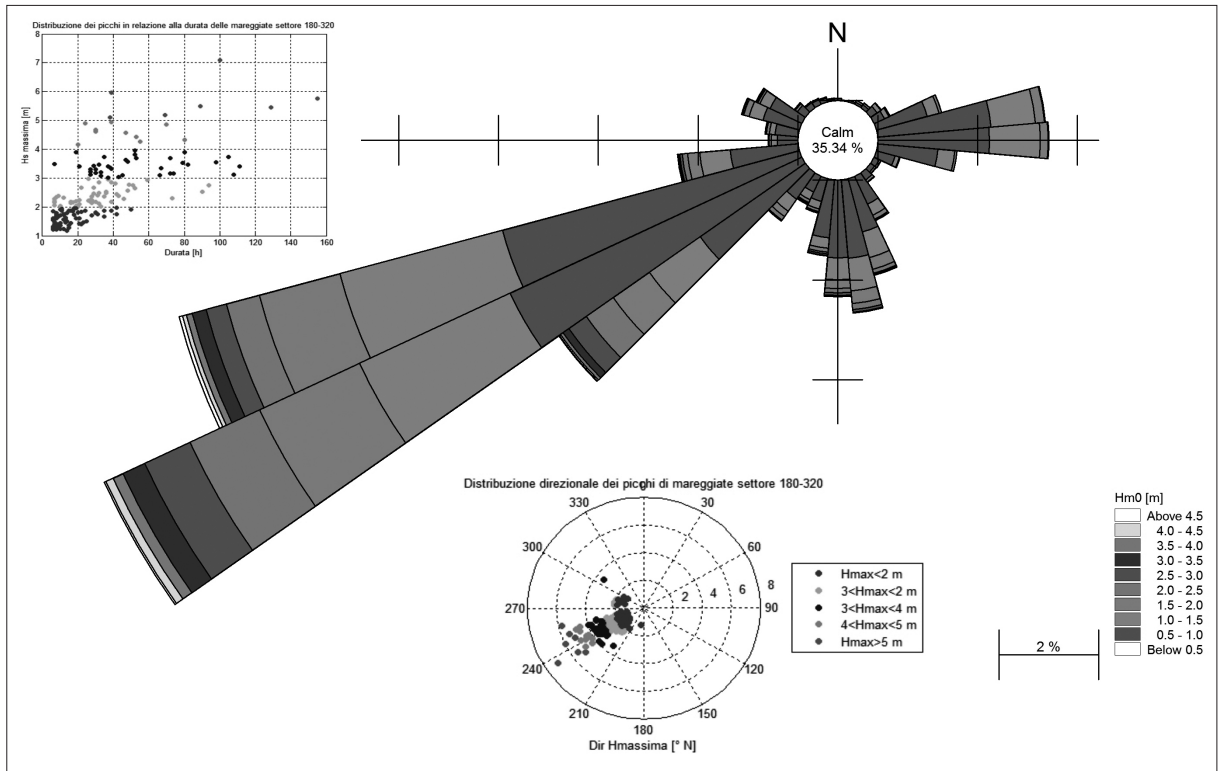 Distribuzione dei picchi in relazione alla durata delle mareggiate settore 180-320
8
7
6
5
4
3
2
1
Hs massima [m]
0 20 40 60 80 100 120 140 160
Durata [h]
N
Calm
35.34 %
Distribuzione direzionale dei picchi di mareggiate settore 180-320
0
30
60
90
120
150
180
210
240
270
300
330
2 4 6 8
Dir Hmassima [° N]
Hmax<2 m
3<Hmax<2 m
3<Hmax<4 m
4<Hmax<5 m
Hmax>5 m
2 %
Hm0 [m]
Above 4.5
4.0 - 4.5
3.5 - 4.0
3.0 - 3.5
2.5 - 3.0
2.0 - 2.5
1.5 - 2.0
1.0 - 1.5
0.5 - 1.0
Below 0.5